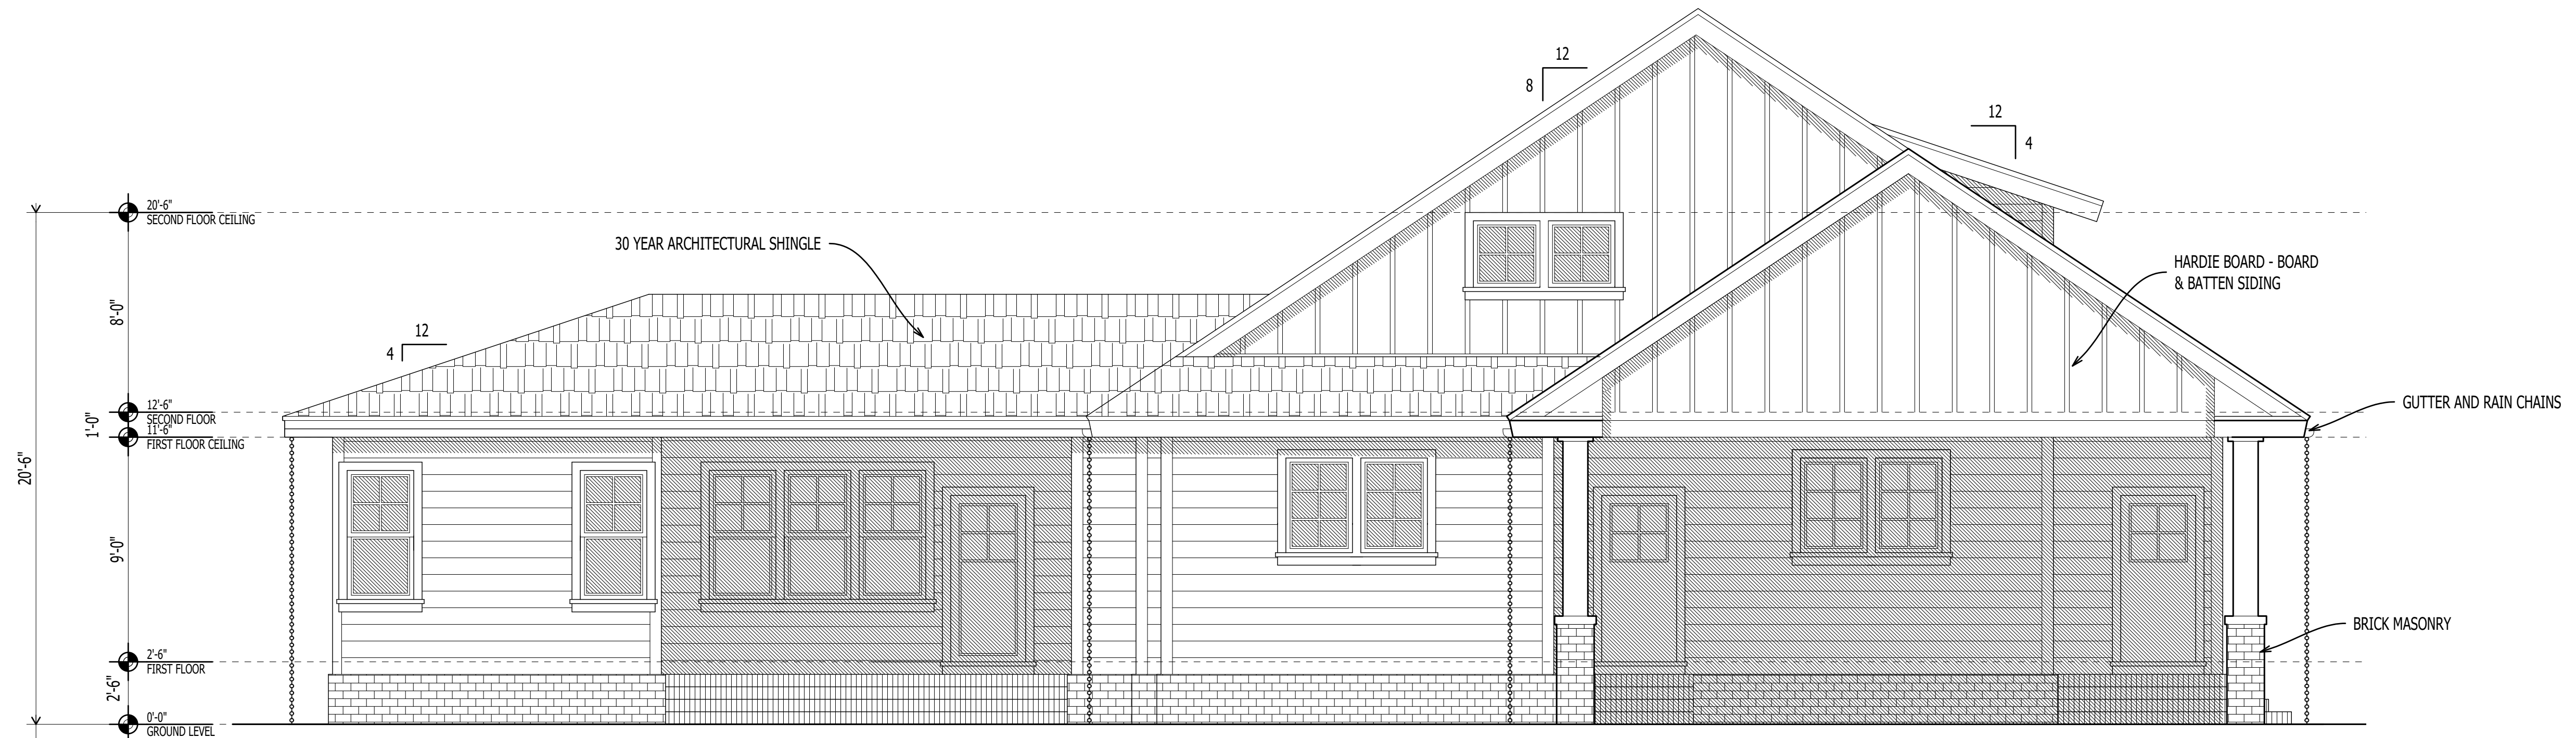 12
8
12
4
20'-6"
SECOND FLOOR CEILING
30 YEAR ARCHITECTURAL SHINGLE
HARDIE BOARD - BOARD
& BATTEN SIDING
8'-0"
12
4
12'-6"
SECOND FLOOR
1'-0"
11'-6"
FIRST FLOOR CEILING
GUTTER AND RAIN CHAINS
20'-6"
9'-0"
BRICK MASONRY
2'-6"
FIRST FLOOR
2'-6"
0'-0"
GROUND LEVEL